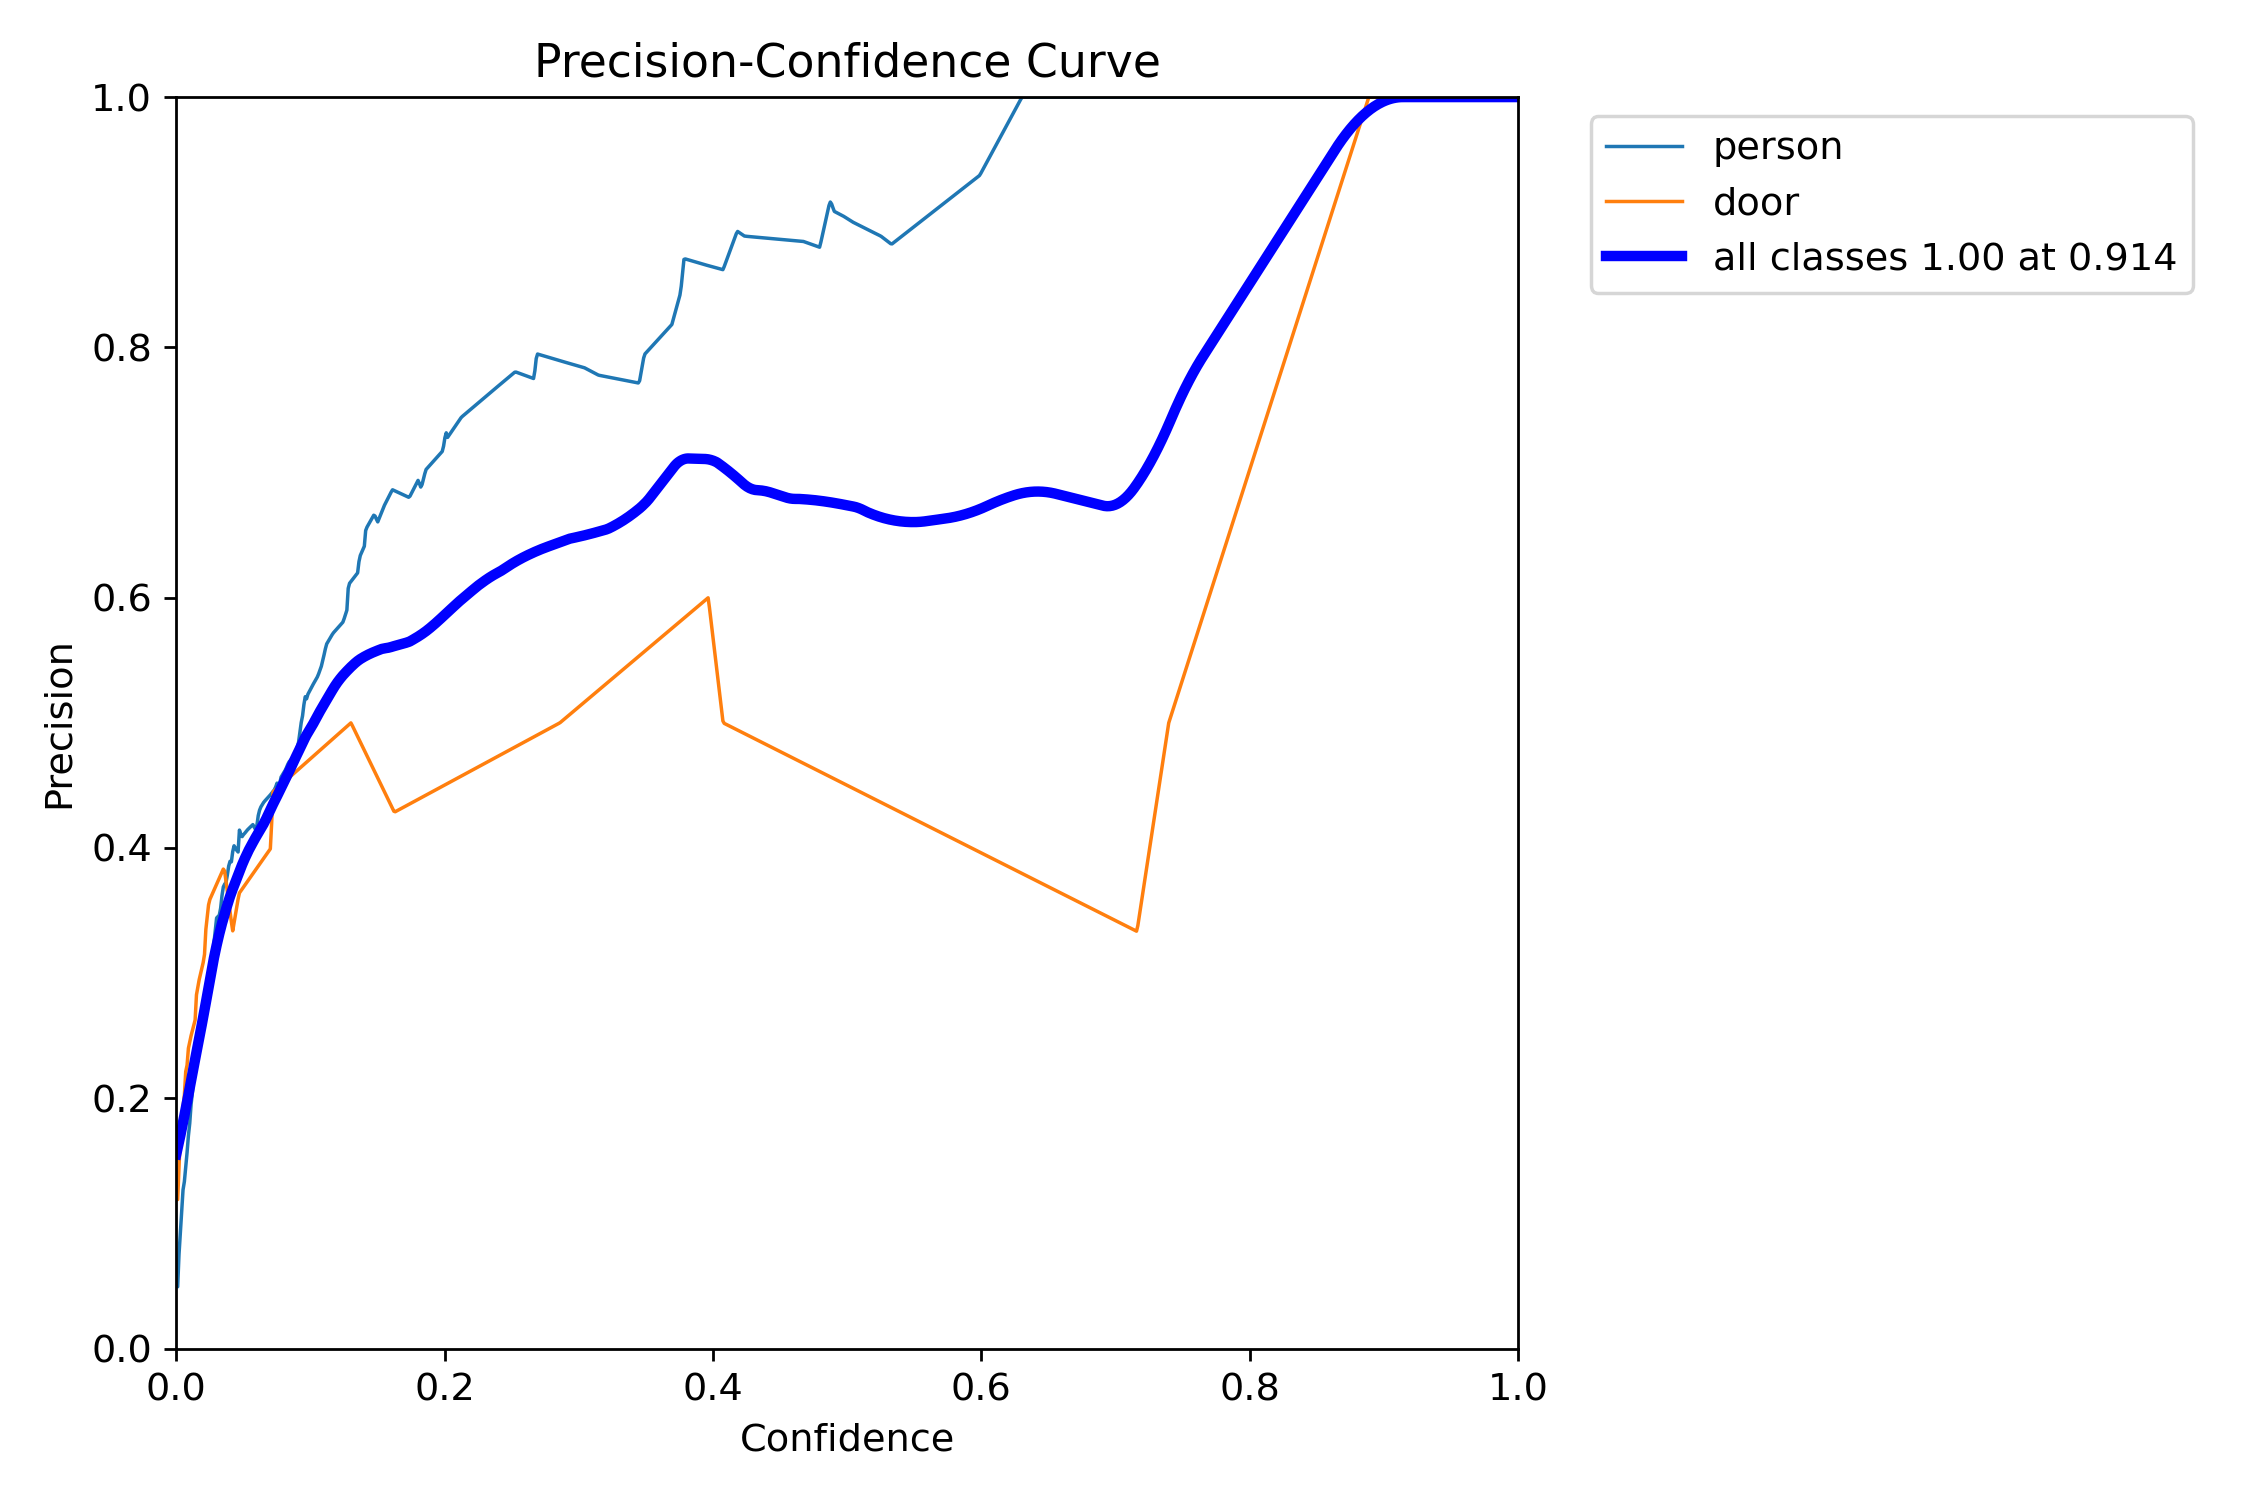 Precision-Confidence Curve
1.0
0.8
0.6
0.4
0.2
0.0
Precision
0.0 0.2 0.4 0.6 0.8 1.0
Confidence
person
door
all classes 1.00 at 0.914